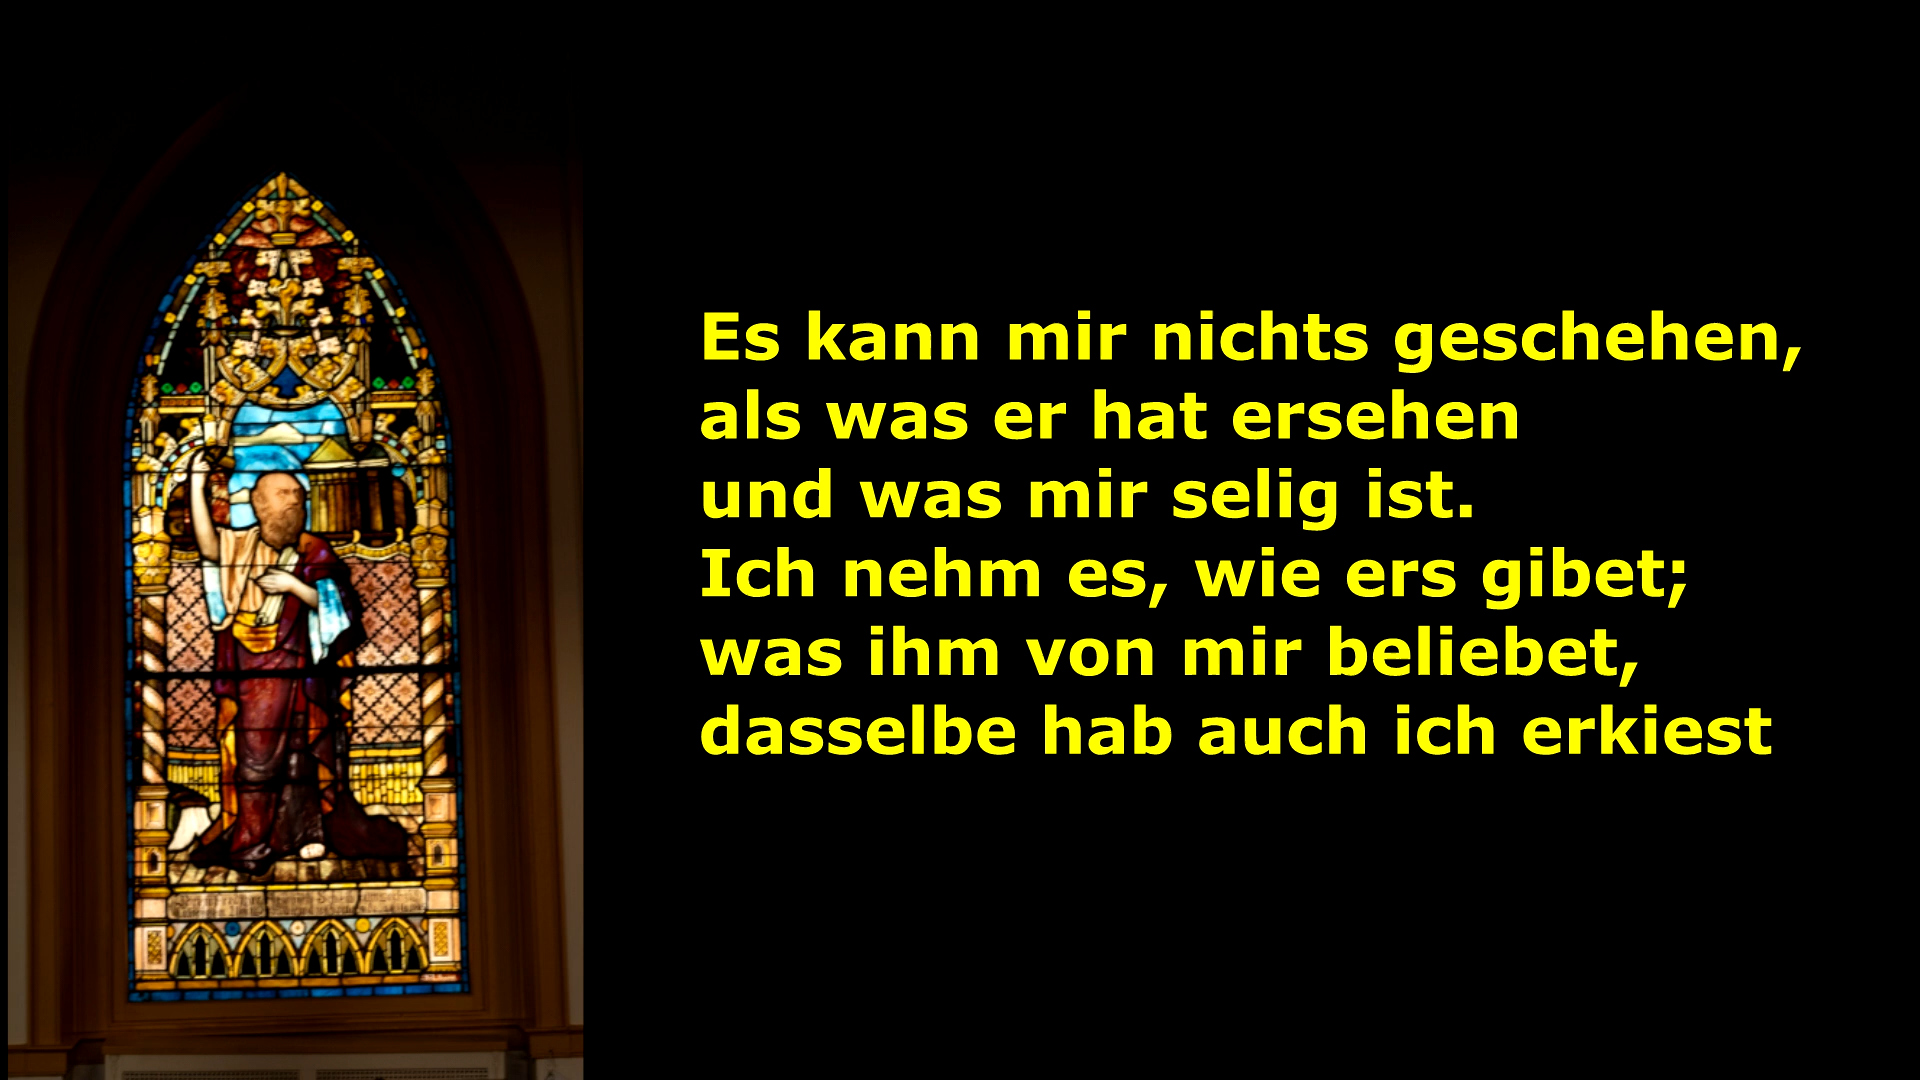 Es kann mir nichts geschehen,
als was er hat ersehen
und was mir selig ist.
Ich nehm es, wie ers gibet;
was ihm von mir beliebet,
dasselbe hab auch ich erkiest